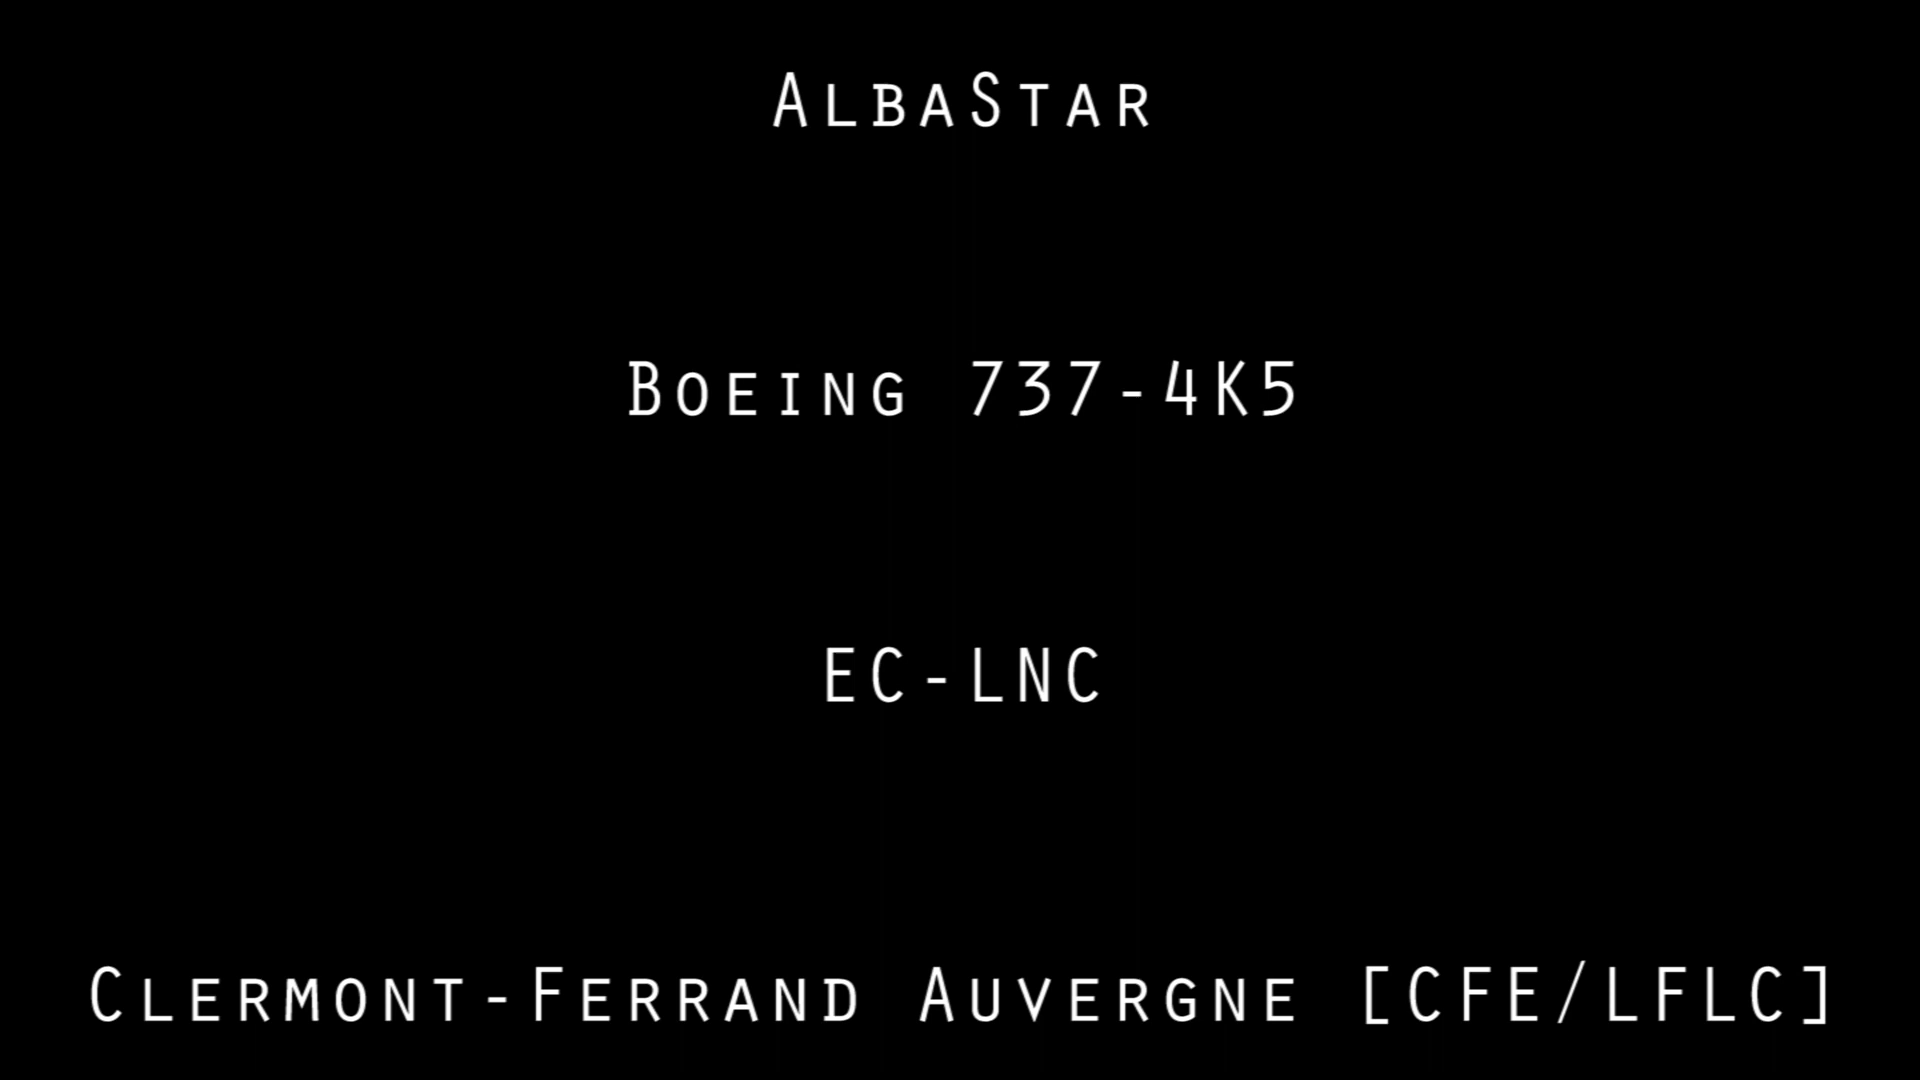 AlbaStar
Boeing 737-4K5
EC-LNC
Clermont-Ferrand Auvergne [CFE/LFLC]